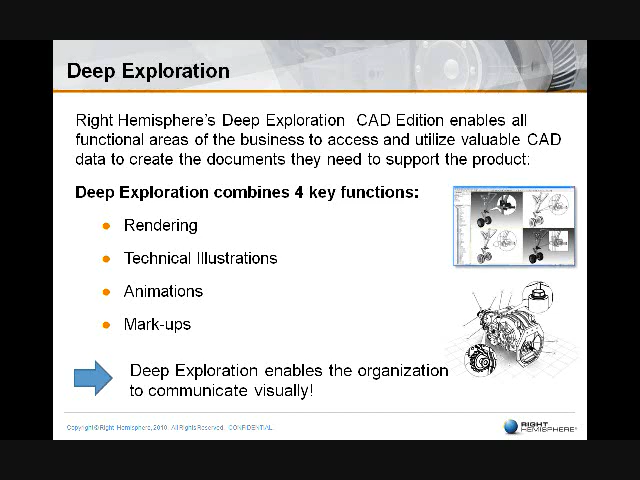 Deep Exploration
Right Hemisphere's Deep Exploration CAD Edition enables all
functional areas of the business to access and utilize valuable CAD
data to create the documents they need to support the product:
Deep Exploration combines 4 key functions:
Rendering
Technical Illustrations
Animations
Mark-ups
Deep Exploration enables the organization
to communicate visually!
Copyright © Right Hemisphere, 2010 All Rights Reserved CONFIDENTIAL
RIGHT
HEMISPHERE